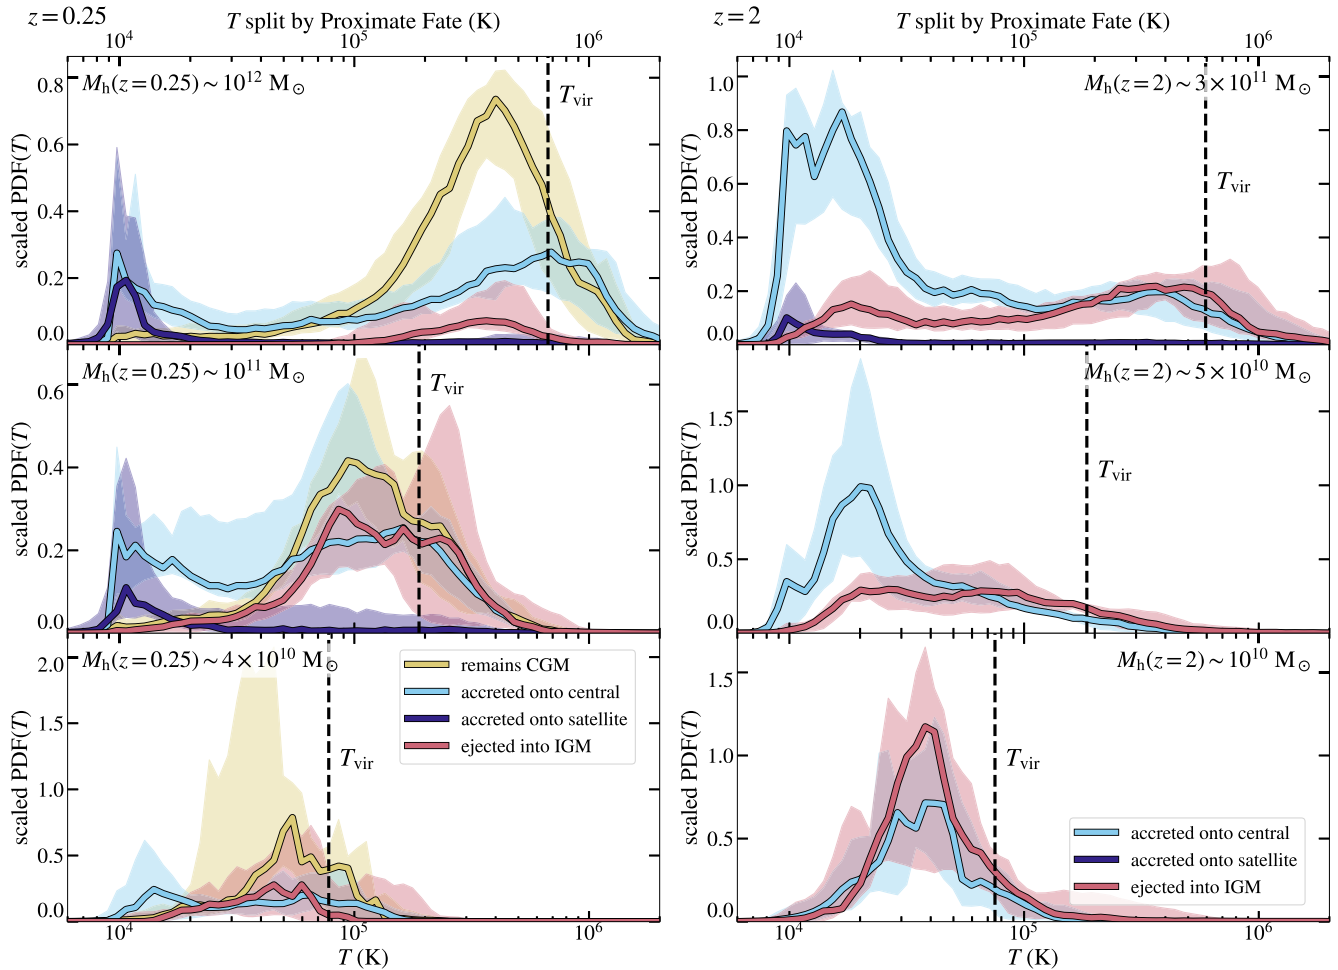 z = 0.25
T split by Proximate Fate (K)
10⁴ 10⁵ 10⁶
z = 2
T split by Proximate Fate (K)
10⁴ 10⁵ 10⁶
M_h(z = 0.25) ~ 10¹² M_⊙
T_vir
scaled PDF(T)
0.8
0.6
0.4
0.2
0.0
M_h(z = 2) ~ 3 × 10¹¹ M_⊙
T_vir
scaled PDF(T)
1.0
0.8
0.6
0.4
0.2
0.0
M_h(z = 0.25) ~ 10¹¹ M_⊙
T_vir
scaled PDF(T)
0.6
0.4
0.2
0.0
M_h(z = 2) ~ 5 × 10¹⁰ M_⊙
T_vir
scaled PDF(T)
1.5
1.0
0.5
0.0
M_h(z = 0.25) ~ 4 × 10¹⁰ M_⊙
T_vir
scaled PDF(T)
2.0
1.5
1.0
0.5
0.0
remains CGM
accreted onto central
accreted onto satellite
ejected into IGM
10⁴ 10⁵ 10⁶
T (K)
M_h(z = 2) ~ 10¹⁰ M_⊙
T_vir
scaled PDF(T)
1.5
1.0
0.5
0.0
accreted onto central
accreted onto satellite
ejected into IGM
10⁴ 10⁵ 10⁶
T (K)